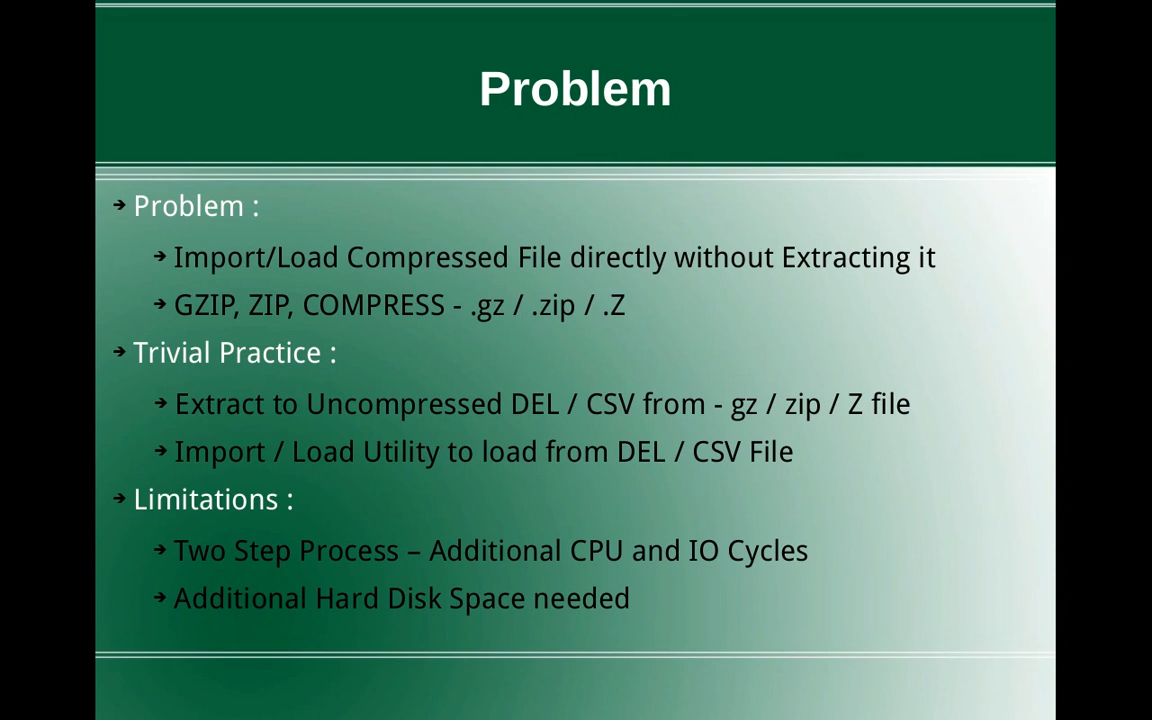 Problem
Problem :
Import/Load Compressed File directly without Extracting it
GZIP, ZIP, COMPRESS - .gz / .zip / .Z
Trivial Practice :
Extract to Uncompressed DEL / CSV from - gz / zip / Z file
Import / Load Utility to load from DEL / CSV File
Limitations :
Two Step Process – Additional CPU and IO Cycles
Additional Hard Disk Space needed